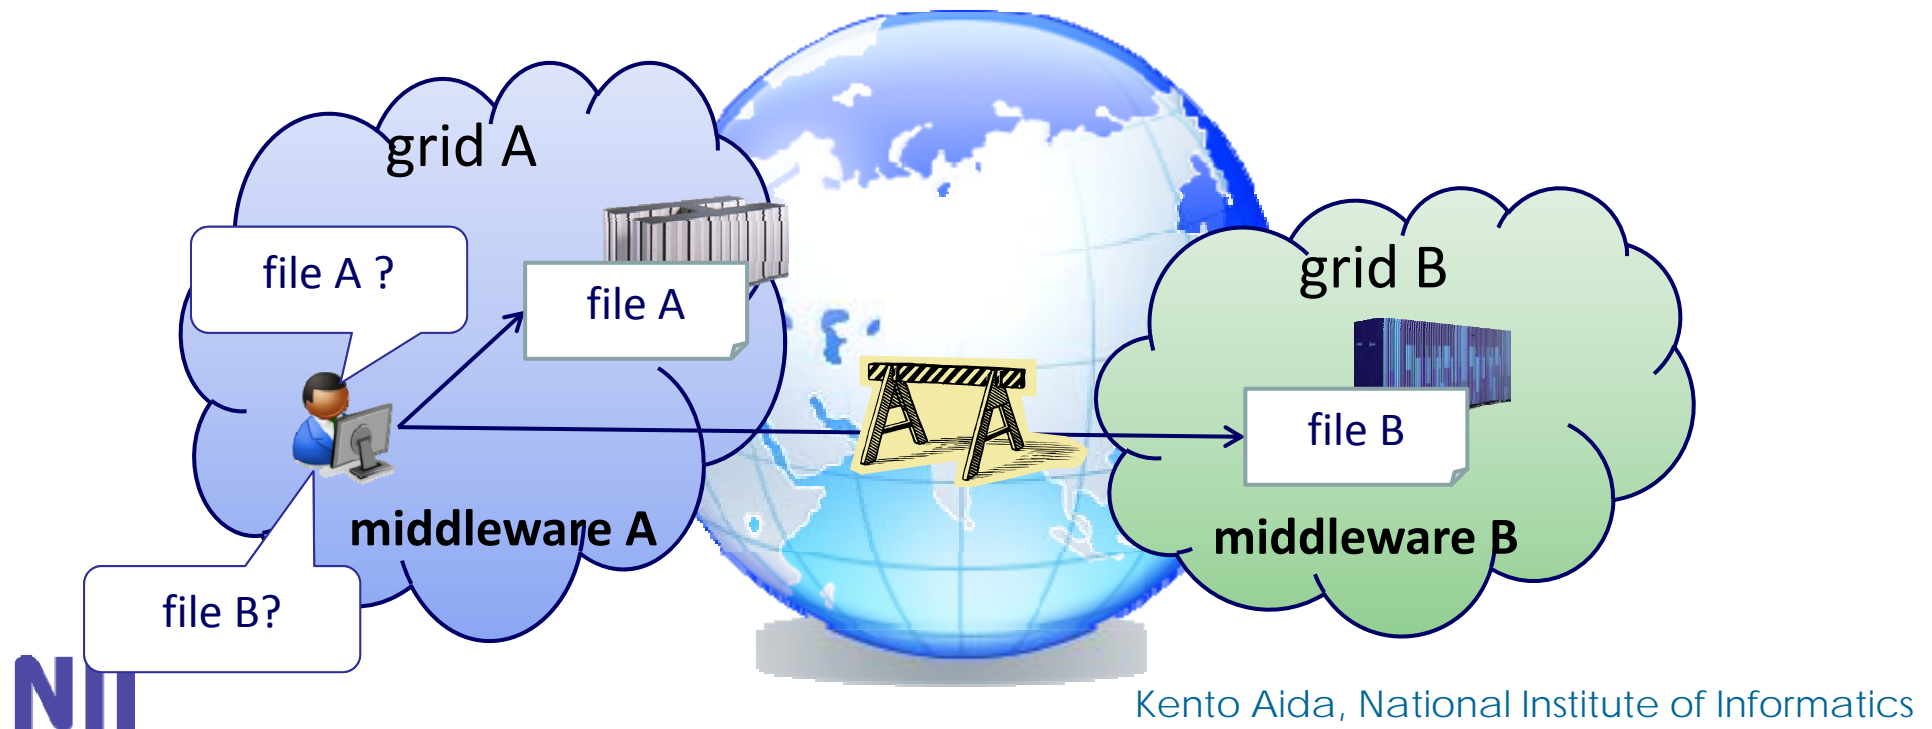 grid A
file A ?
file A
grid B
file B
middleware A
middleware B
file B?
NII
Kento Aida, National Institute of Informatics